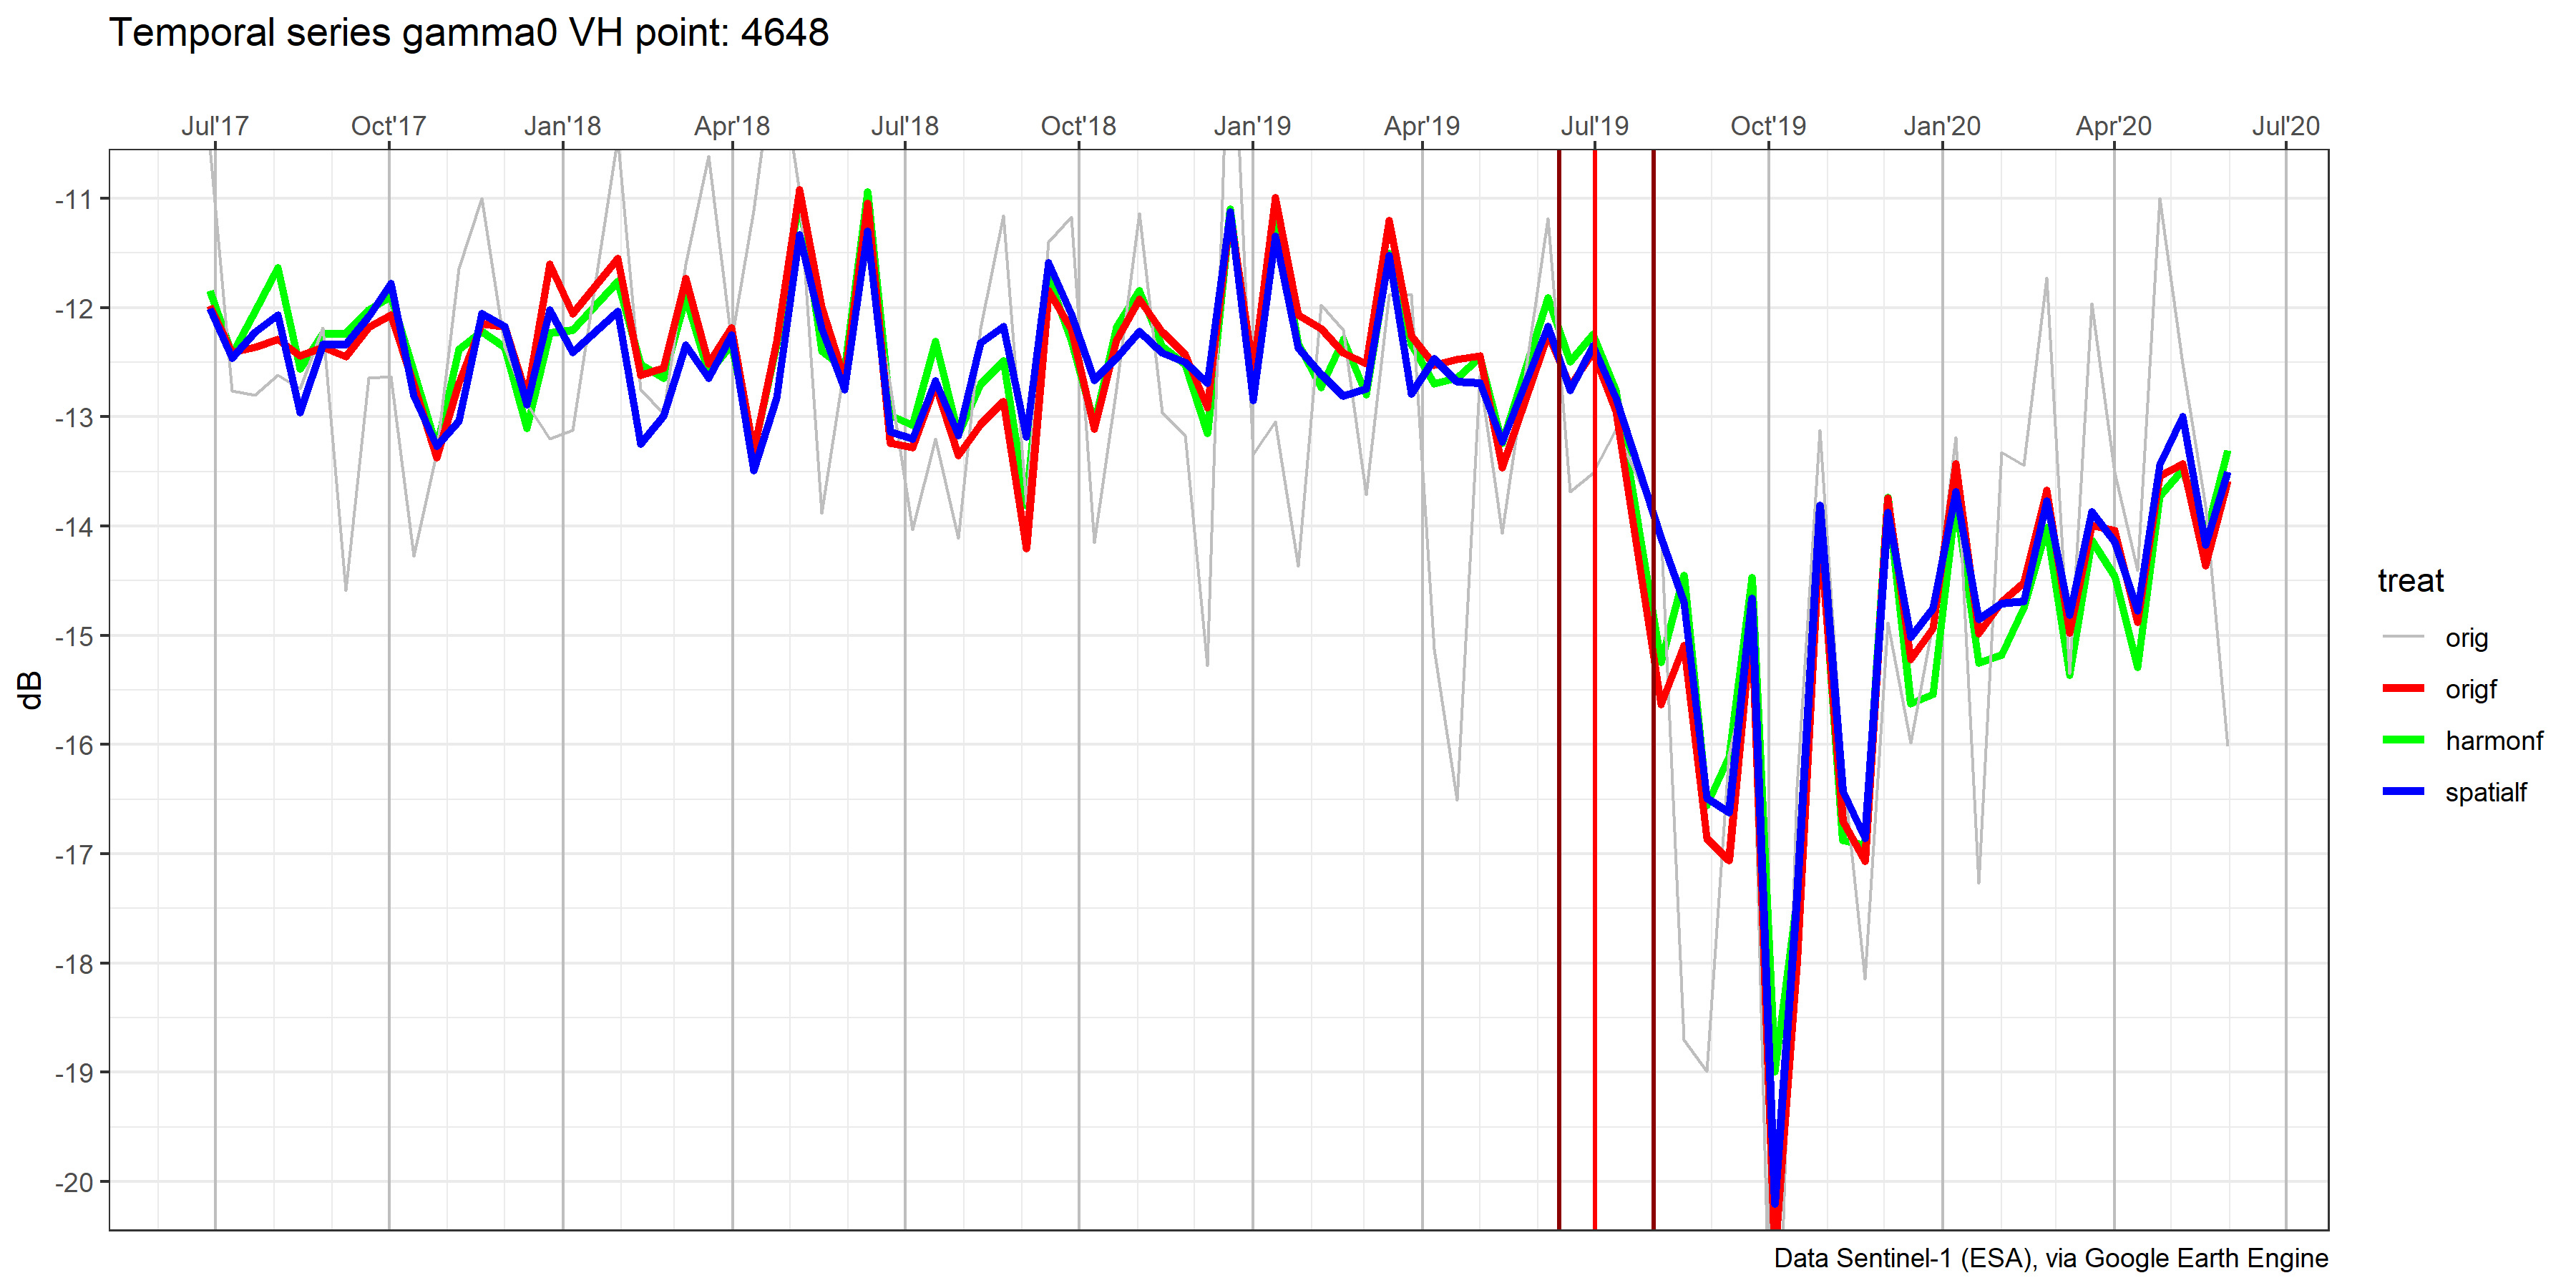 Temporal series gamma0 VH point: 4648
Jul'17 Oct'17 Jan'18 Apr'18 Jul'18 Oct'18 Jan'19 Apr'19 Jul'19 Oct'19 Jan'20 Apr'20 Jul'20
-11
-12
-13
-14
-15
-16
-17
-18
-19
-20
dB
treat
orig
origf
harmonf
spatialf
Data Sentinel-1 (ESA), via Google Earth Engine